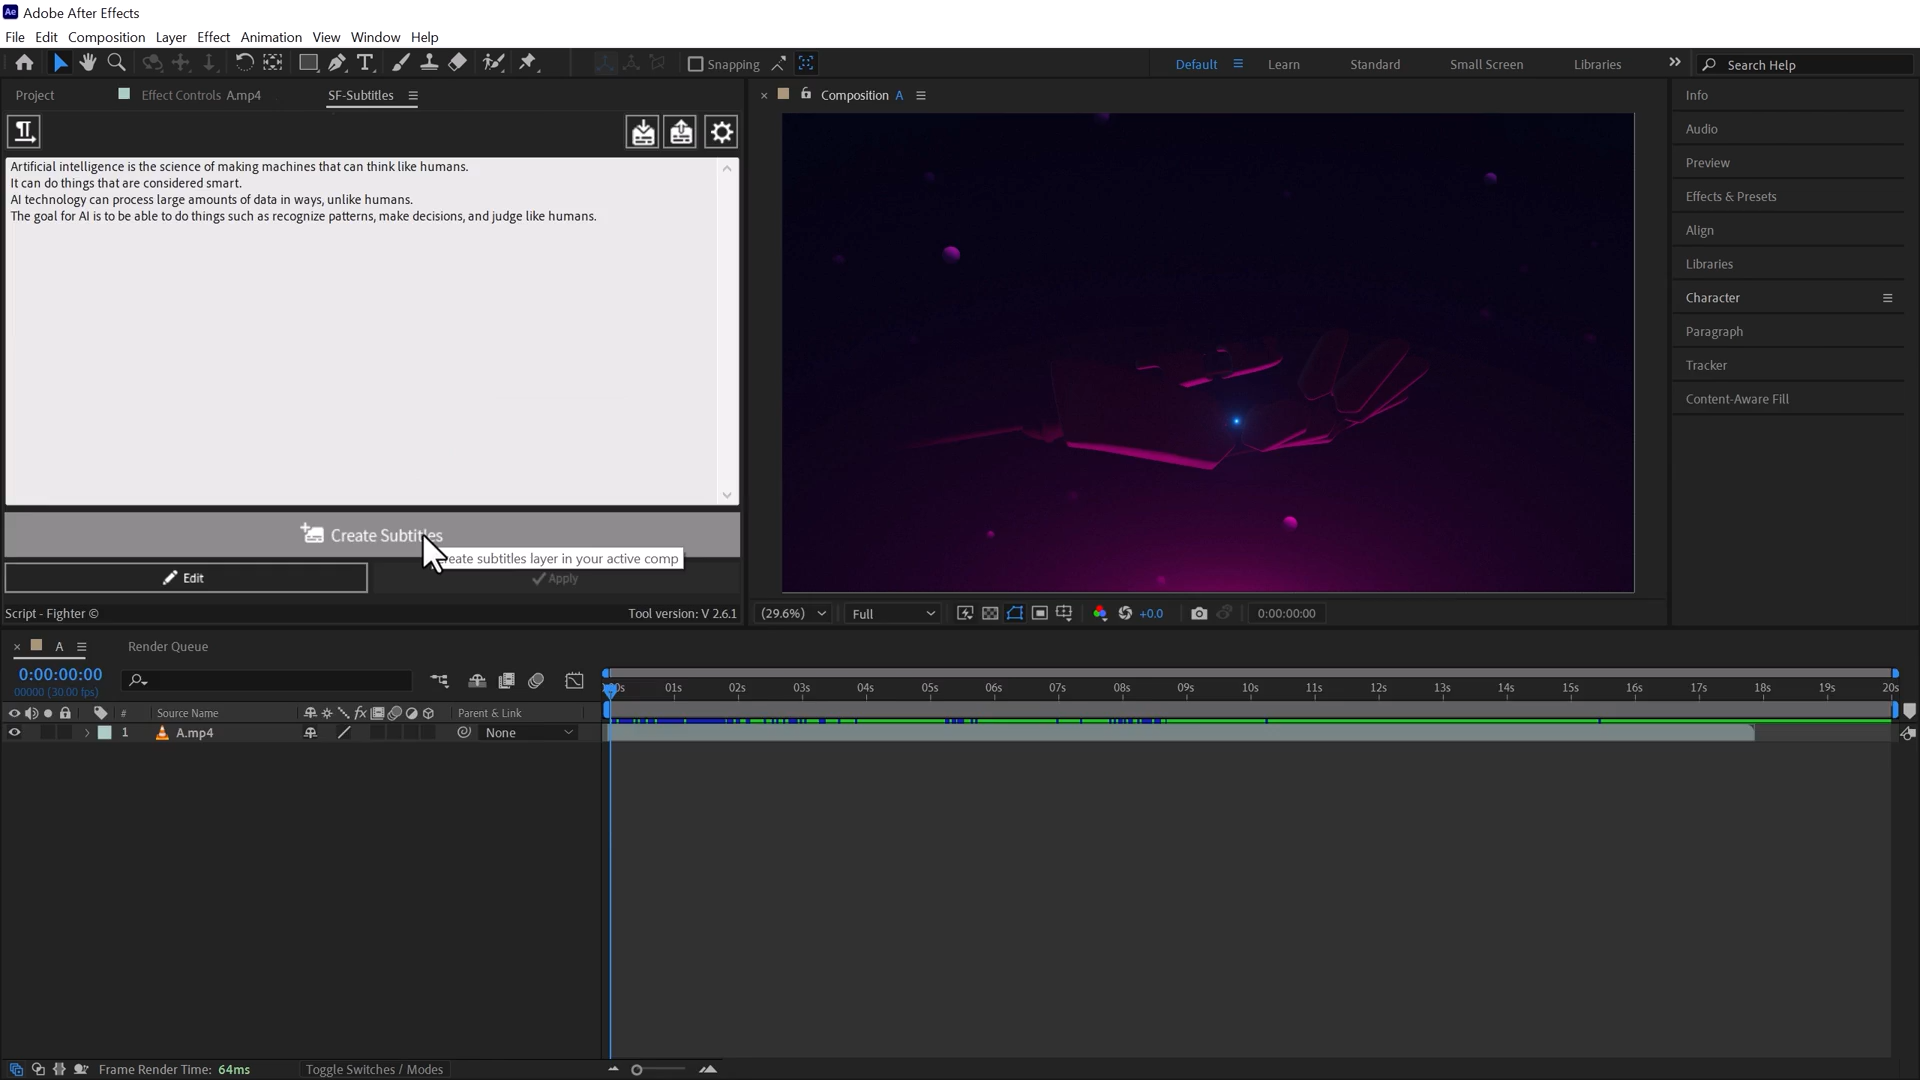 Ae Adobe After Effects
File Edit Composition Layer Effect Animation View Window Help
Snapping
Default Learn Standard Small Screen Libraries
Search Help
Project Effect Controls A.mp4 SF-Subtitles
Artificial intelligence is the science of making machines that can think like humans.
It can do things that are considered smart.
AI technology can process large amounts of data in ways, unlike humans.
The goal for AI is to be able to do things such as recognize patterns, make decisions, and judge like humans.
Create Subtitles
create subtitles layer in your active comp
Edit
Apply
Script - Fighter © Tool version: V 2.6.1
Composition A
(29.6%) Full +0.0 0:00:00:00
Info
Audio
Preview
Effects & Presets
Align
Libraries
Character
Paragraph
Tracker
Content-Aware Fill
A Render Queue
0:00:00:00
00000 (30.00 fps)
01s 02s 03s 04s 05s 06s 07s 08s 09s 10s 11s 12s 13s 14s 15s 16s 17s 18s 19s 20s
# Source Name fx Parent & Link
1 A.mp4 None
Frame Render Time: 64ms Toggle Switches / Modes